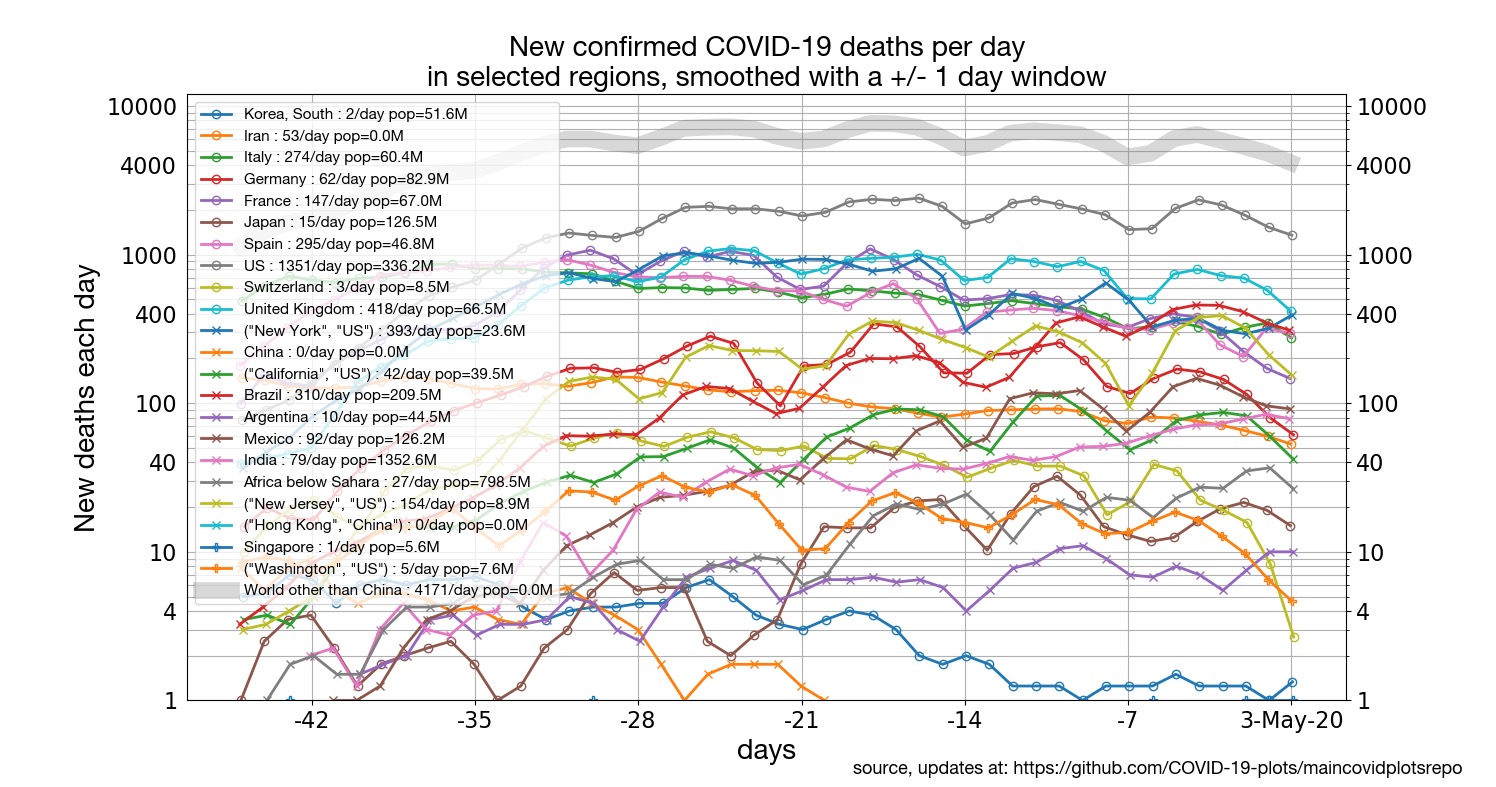 New confirmed COVID-19 deaths per day
in selected regions, smoothed with a +/- 1 day window
New deaths each day
10000
4000
1000
400
100
40
10
4
1
Korea, South : 2/day pop=51.6M
Iran : 53/day pop=0.0M
Italy : 274/day pop=60.4M
Germany : 62/day pop=82.9M
France : 147/day pop=67.0M
Japan : 15/day pop=126.5M
Spain : 295/day pop=46.8M
US : 1351/day pop=336.2M
Switzerland : 3/day pop=8.5M
United Kingdom : 418/day pop=66.5M
("New York", "US") : 393/day pop=23.6M
China : 0/day pop=0.0M
("California", "US") : 42/day pop=39.5M
Brazil : 310/day pop=209.5M
Argentina : 10/day pop=44.5M
Mexico : 92/day pop=126.2M
India : 79/day pop=1352.6M
Africa below Sahara : 27/day pop=798.5M
("New Jersey", "US") : 154/day pop=8.9M
("Hong Kong", "China") : 0/day pop=0.0M
Singapore : 1/day pop=5.6M
("Washington", "US") : 5/day pop=7.6M
World other than China : 4171/day pop=0.0M
10000
4000
1000
400
100
40
10
4
1
-42 -35 -28 -21 -14 -7 3-May-20
days
source, updates at: https://github.com/COVID-19-plots/maincovidplotsrepo